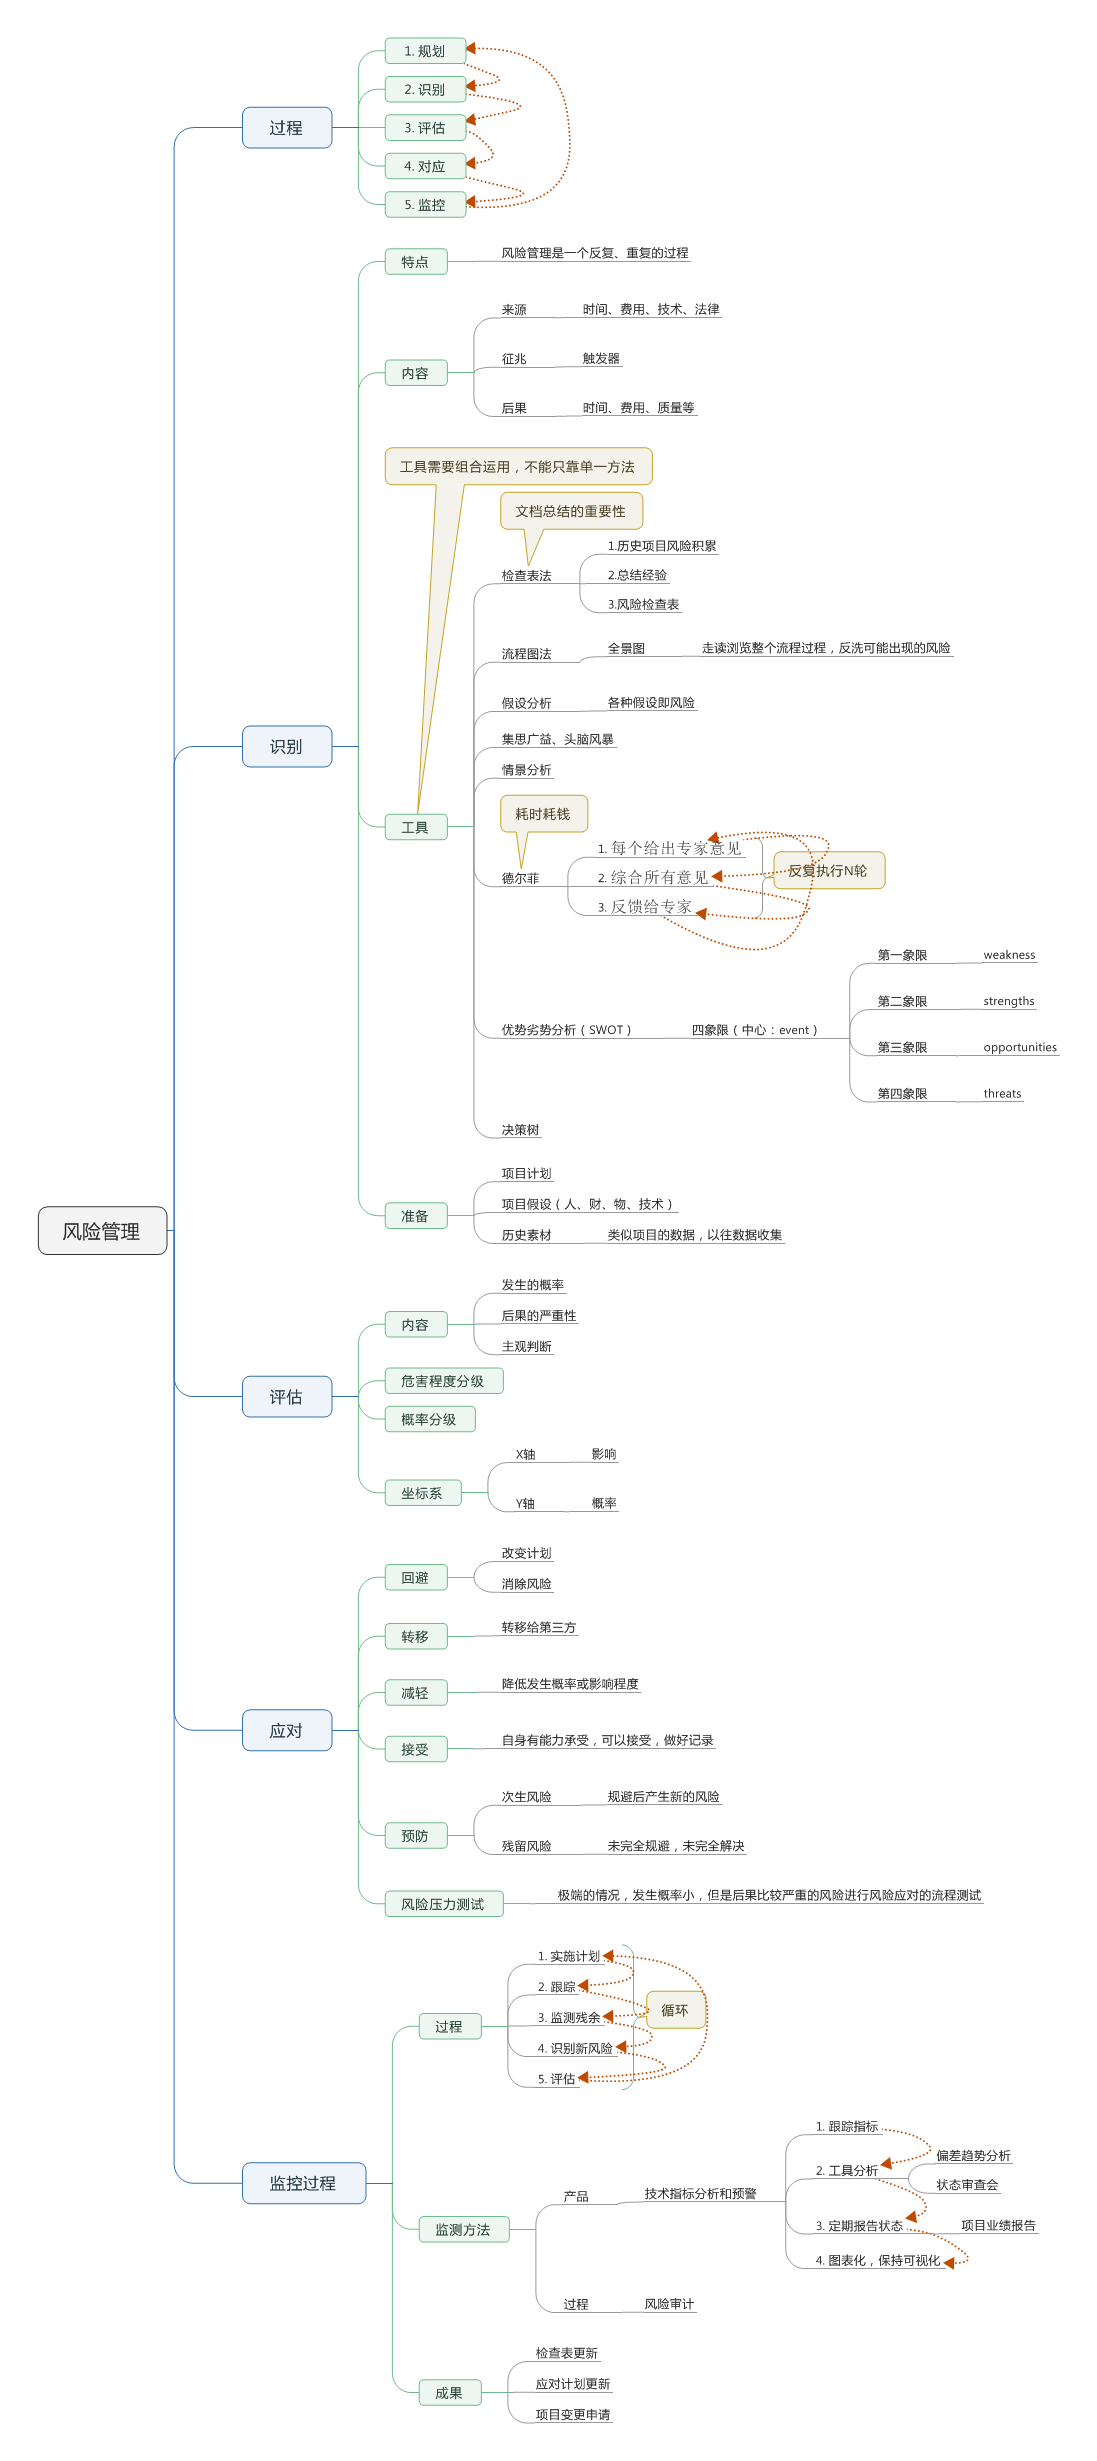 风险管理
过程
1. 规划
2. 识别
3. 评估
4. 对应
5. 监控
识别
特点
风险管理是一个反复、重复的过程
内容
来源
时间、费用、技术、法律
征兆
触发器
后果
时间、费用、质量等
工具需要组合运用，不能只靠单一方法
工具
文档总结的重要性
检查表法
1.历史项目风险积累
2.总结经验
3.风险检查表
流程图法
全景图
走读浏览整个流程过程，反洗可能出现的风险
假设分析
各种假设即风险
集思广益、头脑风暴
情景分析
耗时耗钱
德尔菲
1. 每个给出专家意见
2. 综合所有意见
3. 反馈给专家
反复执行N轮
优势劣势分析（SWOT）
四象限（中心：event）
第一象限
weakness
第二象限
strengths
第三象限
opportunities
第四象限
threats
决策树
准备
项目计划
项目假设（人、财、物、技术）
历史素材
类似项目的数据，以往数据收集
评估
内容
发生的概率
后果的严重性
主观判断
危害程度分级
概率分级
坐标系
X轴
影响
Y轴
概率
应对
回避
改变计划
消除风险
转移
转移给第三方
减轻
降低发生概率或影响程度
接受
自身有能力承受，可以接受，做好记录
预防
次生风险
规避后产生新的风险
残留风险
未完全规避，未完全解决
风险压力测试
极端的情况，发生概率小，但是后果比较严重的风险进行风险应对的流程测试
监控过程
过程
1. 实施计划
2. 跟踪
3. 监测残余
4. 识别新风险
5. 评估
循环
监测方法
产品
技术指标分析和预警
1. 跟踪指标
2. 工具分析
偏差趋势分析
状态审查会
3. 定期报告状态
项目业绩报告
4. 图表化，保持可视化
过程
风险审计
成果
检查表更新
应对计划更新
项目变更申请